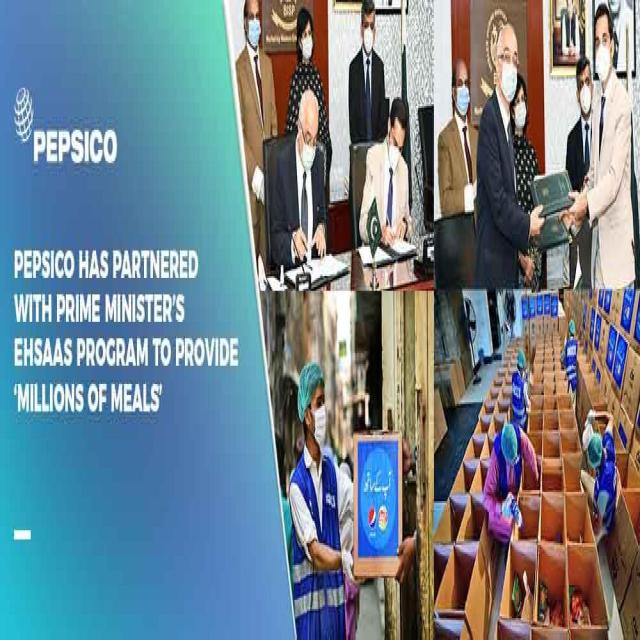 PEPSICO
PEPSICO HAS PARTNERED
WITH PRIME MINISTER'S
EHSAAS PROGRAM TO PROVIDE
'MILLIONS OF MEALS'